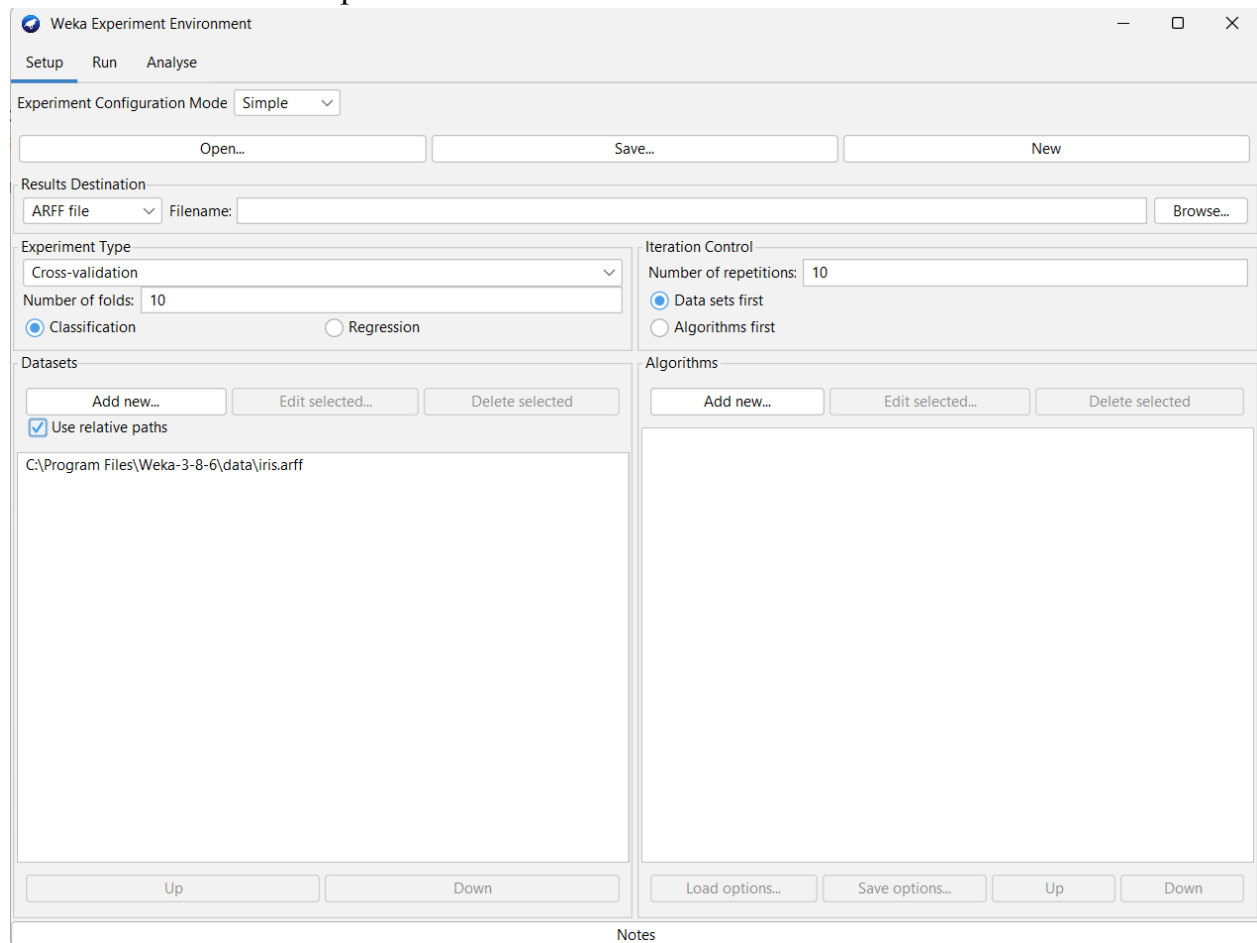 Weka Experiment Environment
Setup Run Analyse
Experiment Configuration Mode Simple
Open... Save... New
Results Destination
ARFF file Filename: Browse...
Experiment Type
Cross-validation
Number of folds: 10
Classification Regression
Iteration Control
Number of repetitions: 10
Data sets first
Algorithms first
Datasets
Add new... Edit selected... Delete selected
Use relative paths
C:\Program Files\Weka-3-8-6\data\iris.arff
Up Down
Algorithms
Add new... Edit selected... Delete selected
Load options... Save options... Up Down
Notes